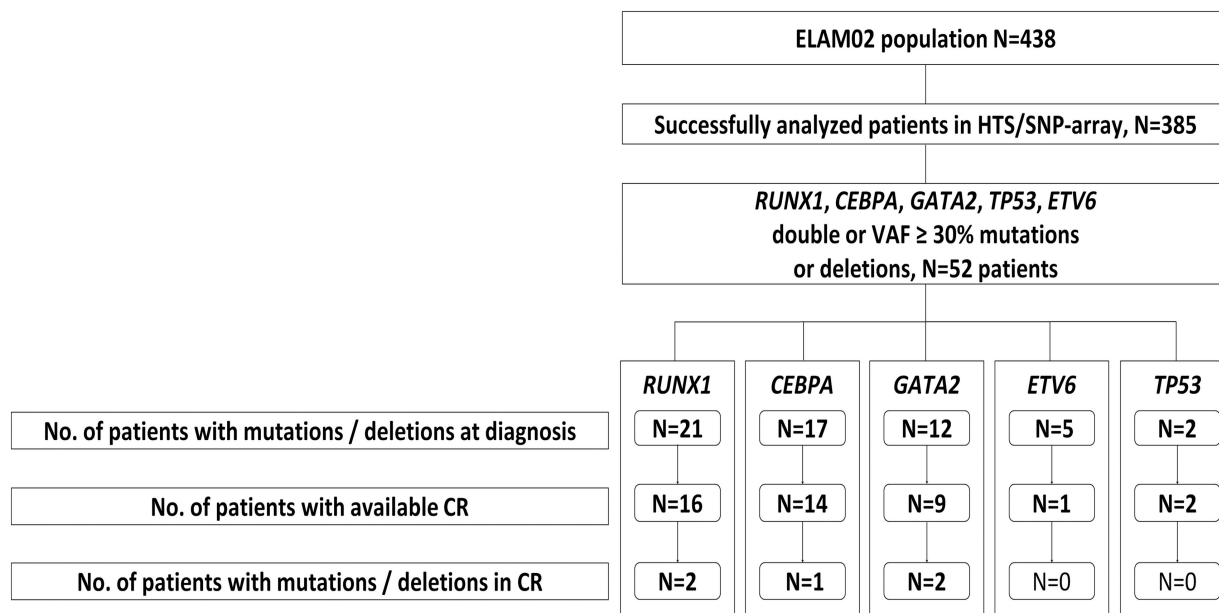 ELAM02 population N=438
Successfully analyzed patients in HTS/SNP-array, N=385
RUNX1, CEBPA, GATA2, TP53, ETV6
double or VAF ≥ 30% mutations
or deletions, N=52 patients
RUNX1 CEBPA GATA2 ETV6 TP53
No. of patients with mutations / deletions at diagnosis N=21 N=17 N=12 N=5 N=2
No. of patients with available CR N=16 N=14 N=9 N=1 N=2
No. of patients with mutations / deletions in CR N=2 N=1 N=2 N=0 N=0